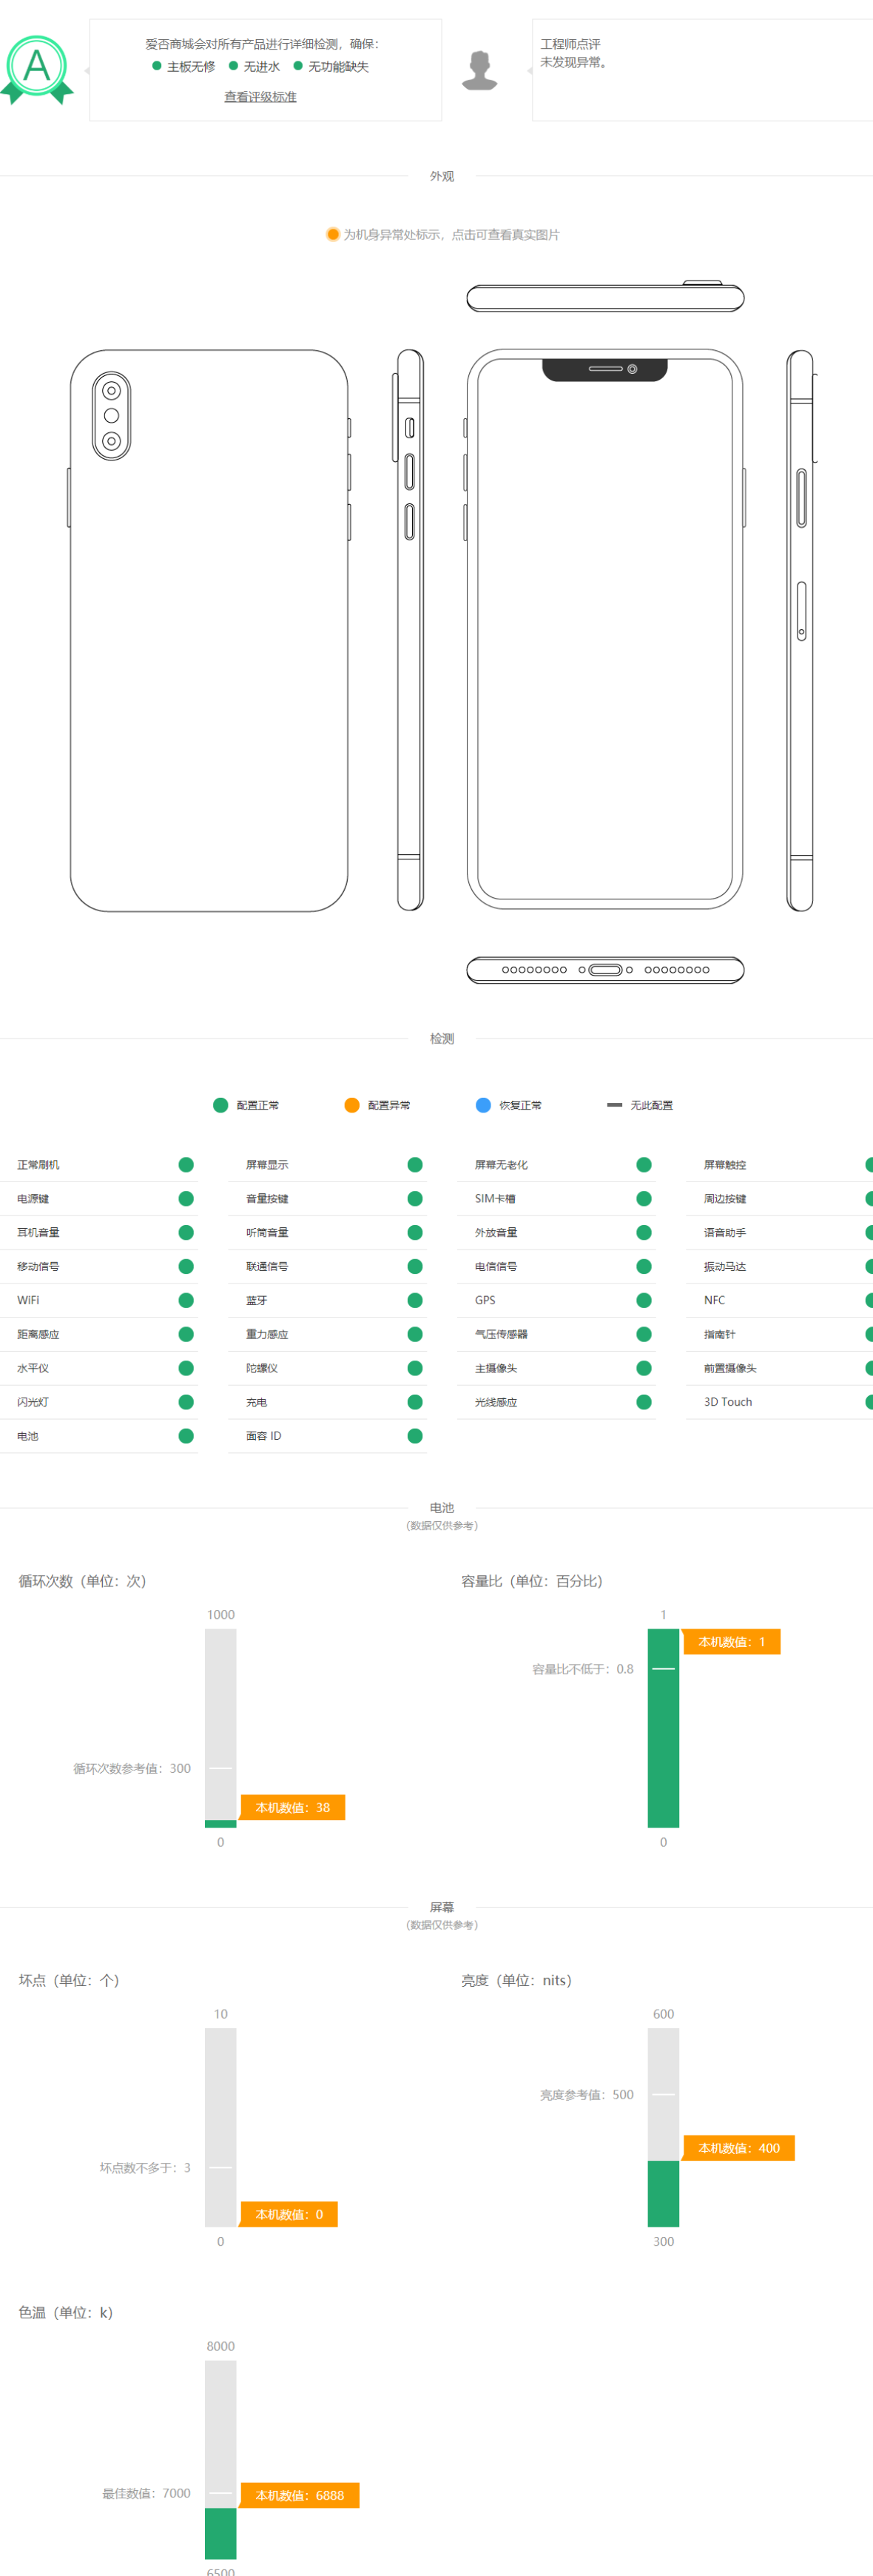 A
爱否商城会对所有产品进行详细检测，确保：
主板无修 无进水 无功能缺失
查看评级标准
工程师点评
未发现异常。
外观
为机身异常处标示，点击可查看真实图片
检测
配置正常 配置异常 恢复正常 无此配置
正常刷机 屏幕显示 屏幕无老化 屏幕触控
电源键 音量按键 SIM卡槽 周边按键
耳机音量 听筒音量 外放音量 语音助手
移动信号 联通信号 电信信号 振动马达
WiFi 蓝牙 GPS NFC
距离感应 重力感应 气压传感器 指南针
水平仪 陀螺仪 主摄像头 前置摄像头
闪光灯 充电 光线感应 3D Touch
电池 面容 ID
电池
（数据仅供参考）
循环次数（单位：次） 容量比（单位：百分比）
1000 1
本机数值：1
容量比不低于：0.8
循环次数参考值：300
本机数值：38
0 0
屏幕
（数据仅供参考）
坏点（单位：个） 亮度（单位：nits）
10 600
亮度参考值：500
本机数值：400
坏点数不多于：3
本机数值：0
0 300
色温（单位：k）
8000
最佳数值：7000
本机数值：6888
6500